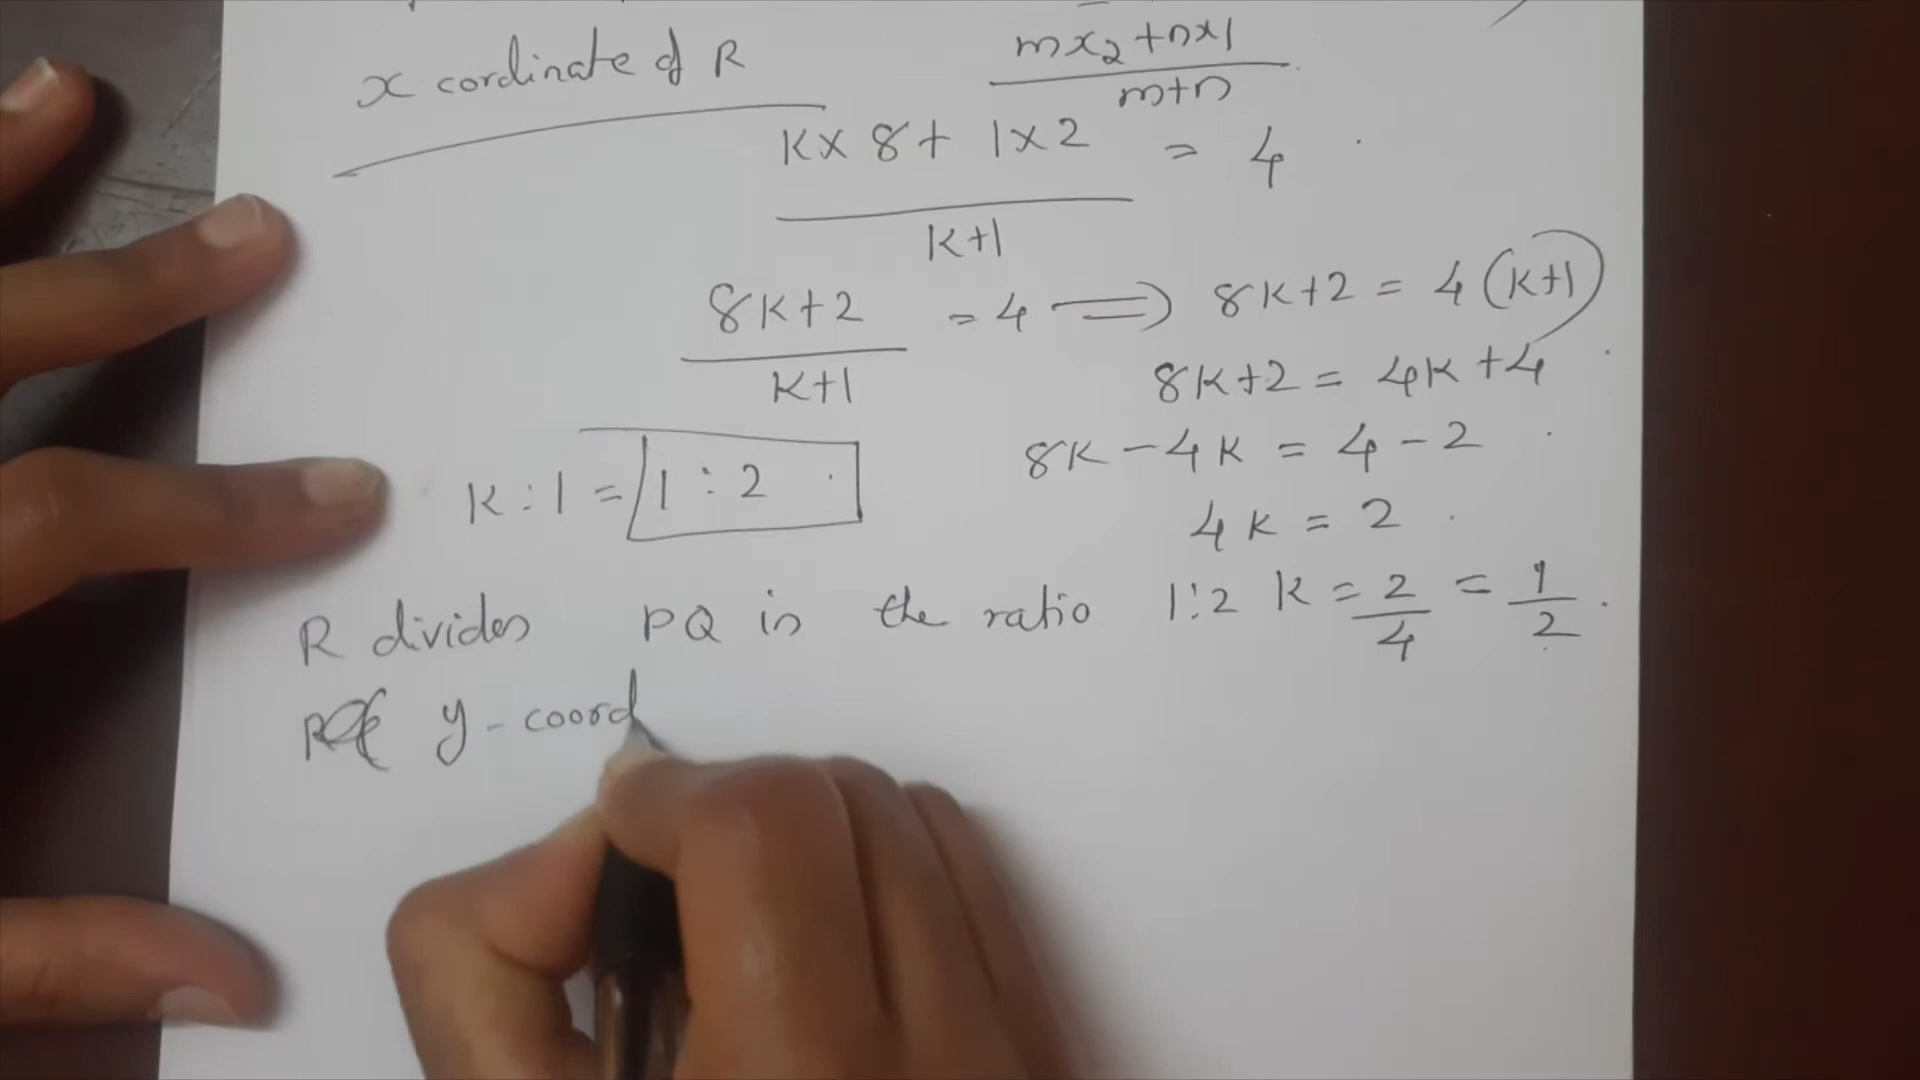 x cordinate of R
mx2+nx1
m+n
K× 8+ 1×2 = 4
K+1
8K+2 = 4 ⟹ 8K+2 = 4 (K+1)
K+1
8K+2 = 4K +4
8K - 4K = 4 - 2
K : 1 = 1 : 2
4K = 2
R divides PQ in the ratio 1:2 K = 2/4 = 1/2
y - coord